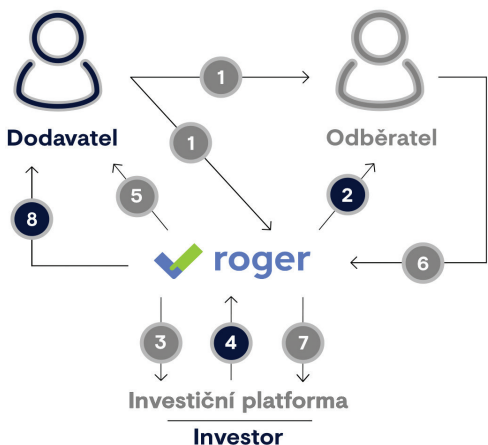 1
Dodavatel
Odběratel
1
5
2
8
roger
6
3
4
7
Investiční platforma
Investor